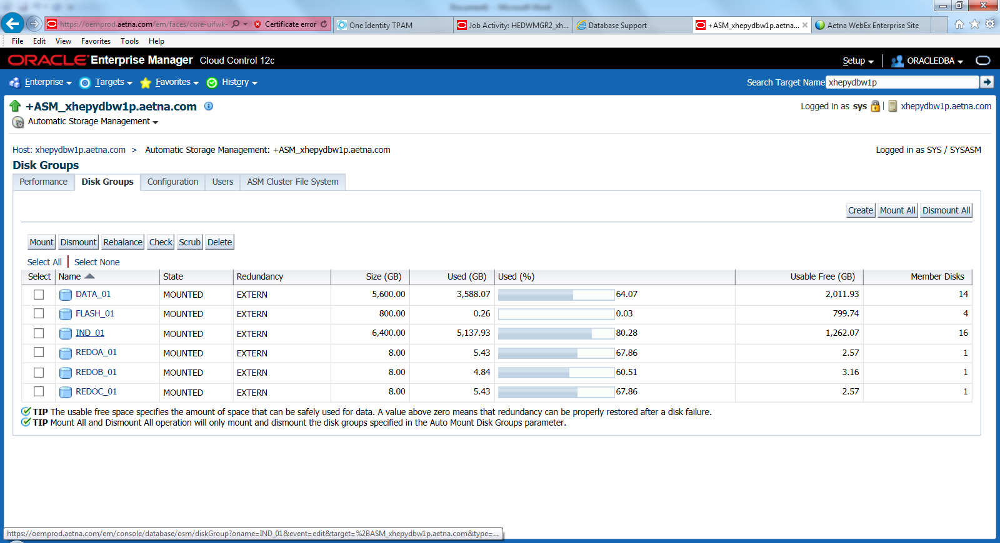 Document1 - Microsoft Word
https://oemprod.aetna.com/em/faces/core-uifwk- Certificate error One Identity TPAM Job Activity: HEDWMGR2_xh... Database Support +ASM_xhepydbw1p.aetna... Aetna WebEx Enterprise Site
File Edit View Favorites Tools Help
ORACLE Enterprise Manager Cloud Control 12c Setup ORACLEDBA
Enterprise Targets Favorites History Search Target Name xhepydbw1p
+ASM_xhepydbw1p.aetna.com Logged in as sys xhepydbw1p.aetna.com
Automatic Storage Management
Host: xhepydbw1p.aetna.com > Automatic Storage Management: +ASM_xhepydbw1p.aetna.com Logged in as SYS / SYSASM
Disk Groups
Performance Disk Groups Configuration Users ASM Cluster File System
Create Mount All Dismount All
Mount Dismount Rebalance Check Scrub Delete
Select All | Select None
Select Name State Redundancy Size (GB) Used (GB) Used (%) Usable Free (GB) Member Disks
DATA_01 MOUNTED EXTERN 5,600.00 3,588.07 64.07 2,011.93 14
FLASH_01 MOUNTED EXTERN 800.00 0.26 0.03 799.74 4
IND_01 MOUNTED EXTERN 6,400.00 5,137.93 80.28 1,262.07 16
REDOA_01 MOUNTED EXTERN 8.00 5.43 67.86 2.57 1
REDOB_01 MOUNTED EXTERN 8.00 4.84 60.51 3.16 1
REDOC_01 MOUNTED EXTERN 8.00 5.43 67.86 2.57 1
TIP The usable free space specifies the amount of space that can be safely used for data. A value above zero means that redundancy can be properly restored after a disk failure.
TIP Mount All and Dismount All operation will only mount and dismount the disk groups specified in the Auto Mount Disk Groups parameter.
https://oemprod.aetna.com/em/console/database/osm/diskGroup?oname=IND_01&event=edit&target=%2BASM_xhepydbw1p.aetna.com&type=...